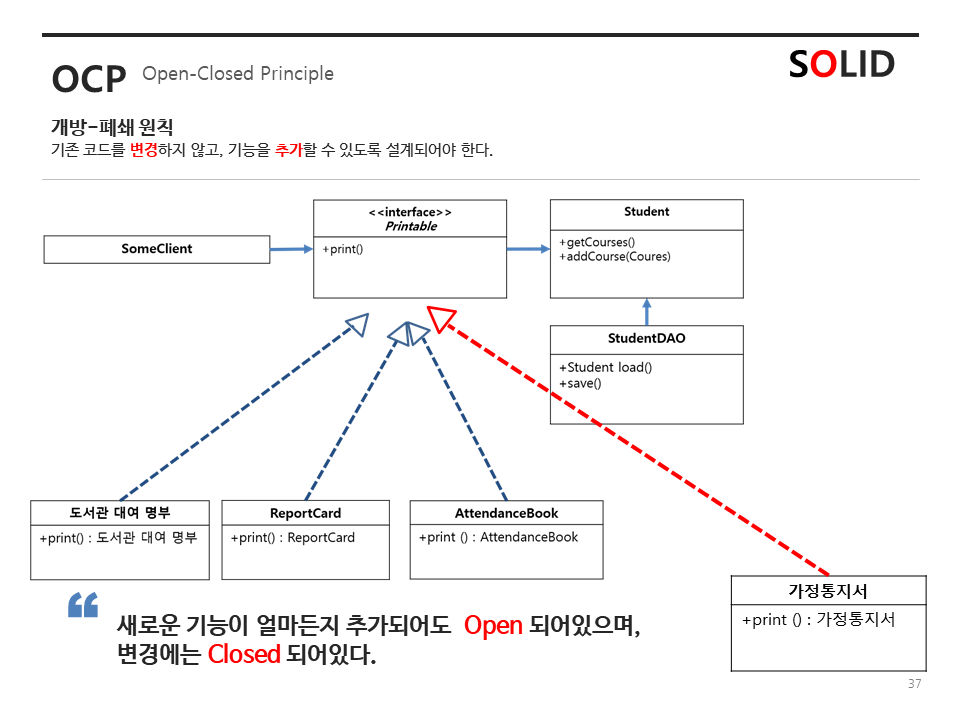 OCP Open-Closed Principle
SOLID
개방-폐쇄 원칙
기존 코드를 변경하지 않고, 기능을 추가할 수 있도록 설계되어야 한다.
SomeClient
<<interface>>
Printable
+print()
Student
+getCourses()
+addCourse(Coures)
StudentDAO
+Student load()
+save()
도서관 대여 명부
+print() : 도서관 대여 명부
ReportCard
+print() : ReportCard
AttendanceBook
+print () : AttendanceBook
가정통지서
+print () : 가정통지서
“
새로운 기능이 얼마든지 추가되어도 Open 되어있으며,
변경에는 Closed 되어있다.
37